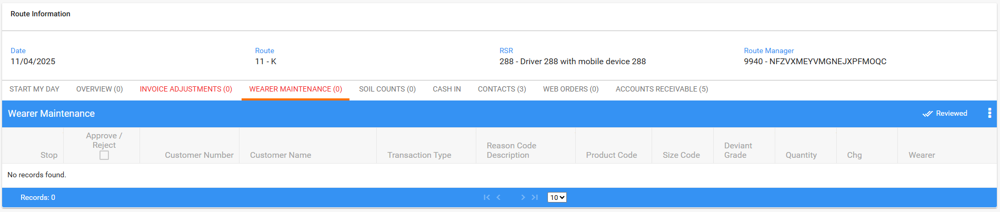 Route Information
Date
Route
RSR
Route Manager
11/04/2025
11 - K
288 - Driver 288 with mobile device 288
9940 - NFZVXMEYVMGNEJXPFMOQC
START MY DAY
OVERVIEW (0)
INVOICE ADJUSTMENTS (0)
WEARER MAINTENANCE (0)
SOIL COUNTS (0)
CASH IN
CONTACTS (3)
WEB ORDERS (0)
ACCOUNTS RECEIVABLE (5)
Wearer Maintenance
Reviewed
Stop
Approve /
Reject
Customer Number
Customer Name
Transaction Type
Reason Code
Description
Product Code
Size Code
Deviant
Grade
Quantity
Chg
Wearer
No records found.
Records: 0
10